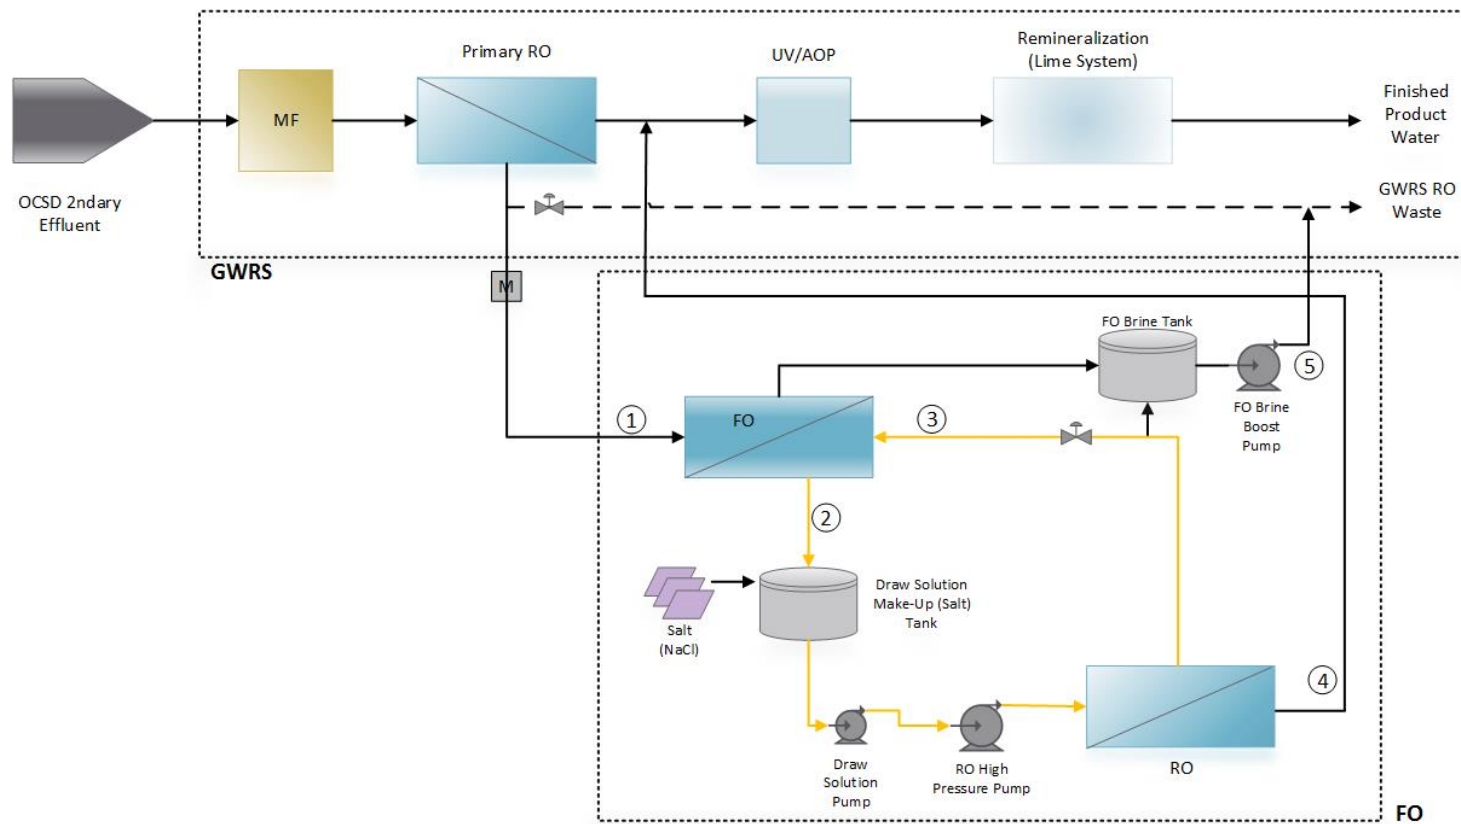 Primary RO
UV/AOP
Remineralization
(Lime System)
MF
Finished
Product
Water
OCSD 2ndary
Effluent
GWRS RO
Waste
GWRS
M
FO Brine Tank
5
FO Brine
Boost
Pump
1
FO
3
2
Salt
(NaCl)
Draw Solution
Make-Up (Salt)
Tank
4
Draw
Solution
Pump
RO High
Pressure Pump
RO
FO